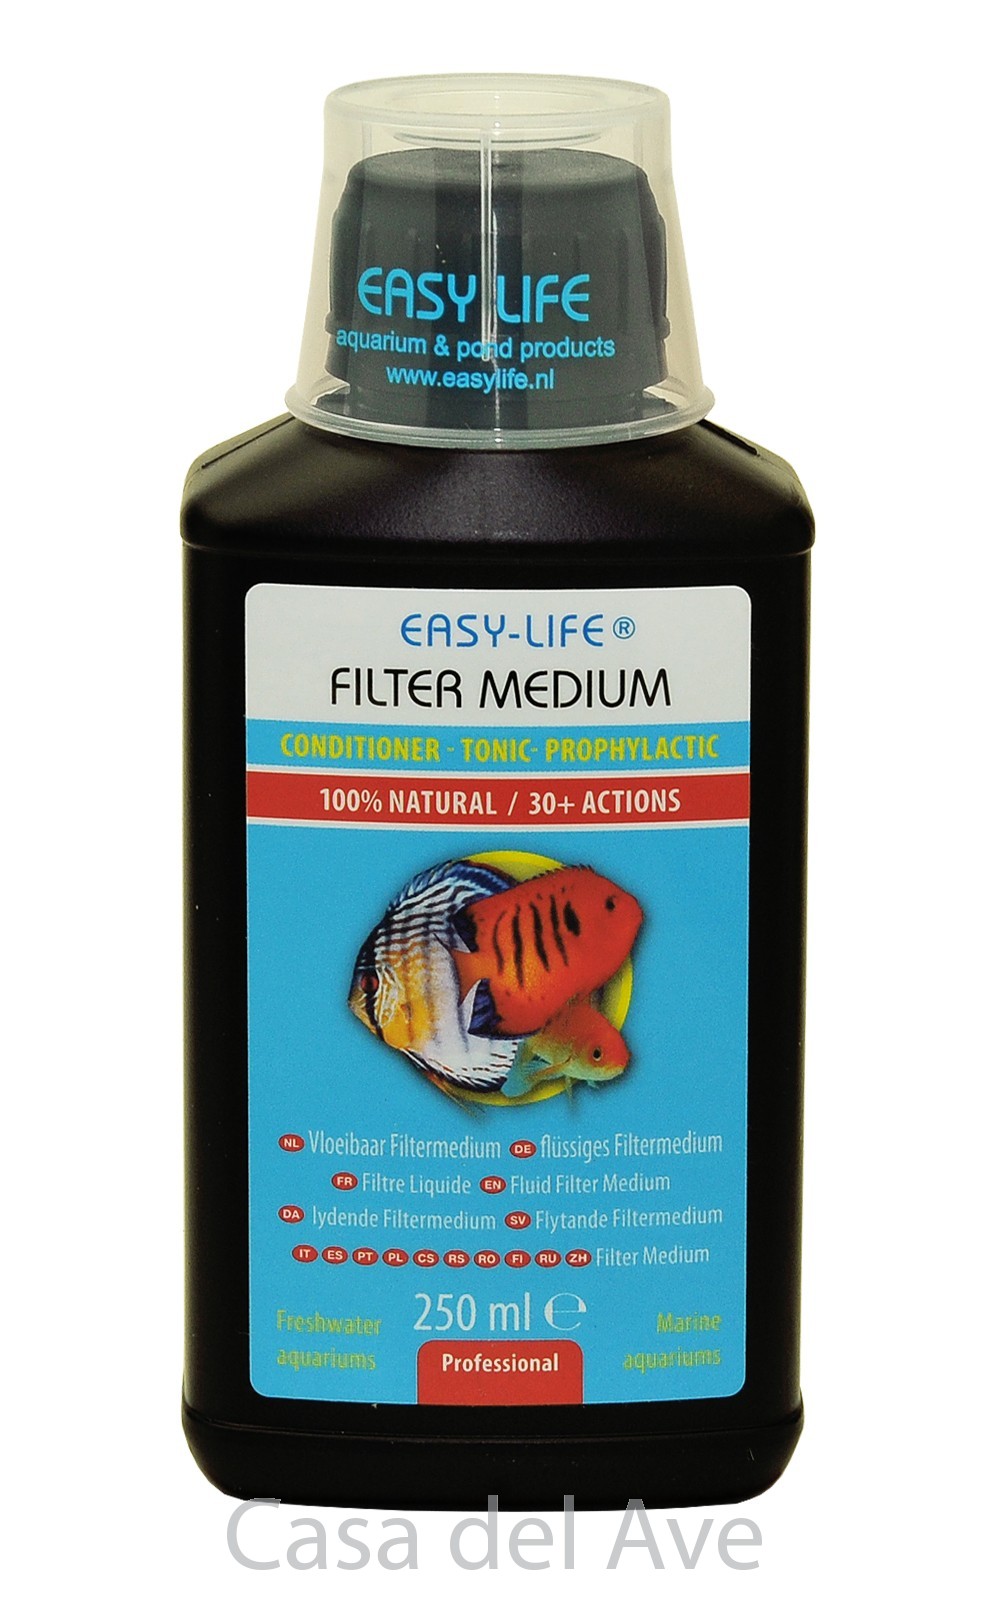 EASY LIFE
aquarium & pond products
www.easylife.nl
EASY-LIFE®
FILTER MEDIUM
CONDITIONER - TONIC- PROPHYLACTIC
100% NATURAL / 30+ ACTIONS
NL Vloeibaar Filtermedium DE flüssiges Filtermedium
FR Filtre Liquide EN Fluid Filter Medium
DA lydende Filtermedium SV Flytande Filtermedium
IT ES PT PL CS RS RO FI RU ZH Filter Medium
250 ml ℮
Freshwater
aquariums
Marine
aquariums
Professional
Casa del Ave